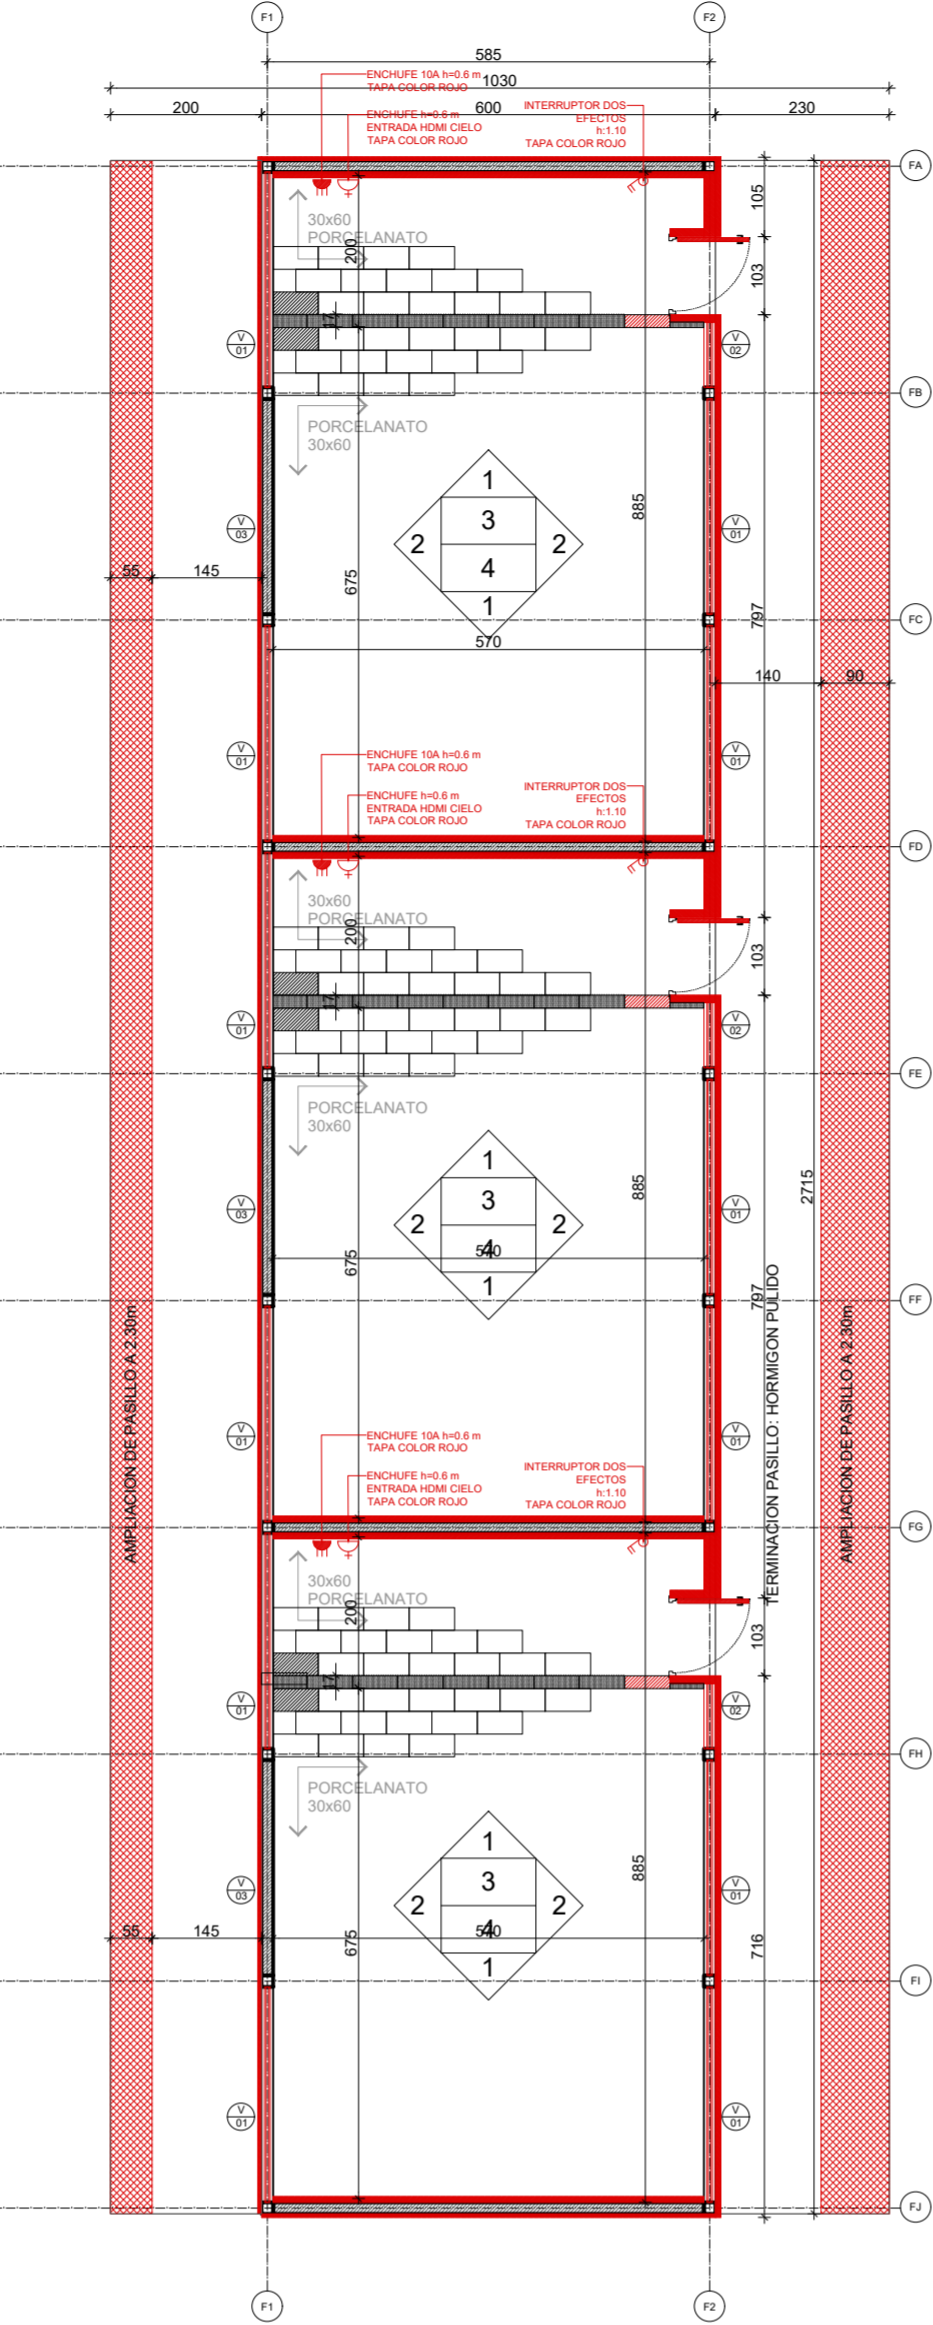 F1
F2
585
ENCHUFE 10A h=0.6 m
TAPA COLOR ROJO
1030
200
600
230
ENCHUFE h=0.6 m
ENTRADA HDMI CIELO
TAPA COLOR ROJO
INTERRUPTOR DOS
EFECTOS
h:1.10
TAPA COLOR ROJO
FA
105
30x60
PORCELANATO
200
103
17
V
01
V
02
FB
PORCELANATO
30x60
1
3
2
2
4
1
885
V
03
V
01
55
145
675
FC
797
570
140
90
V
01
V
01
ENCHUFE 10A h=0.6 m
TAPA COLOR ROJO
ENCHUFE h=0.6 m
ENTRADA HDMI CIELO
TAPA COLOR ROJO
INTERRUPTOR DOS
EFECTOS
h:1.10
TAPA COLOR ROJO
FD
30x60
PORCELANATO
200
103
17
V
01
V
02
FE
PORCELANATO
30x60
1
3
2
2
4
1
885
2715
V
03
V
01
675
FF
797
AMPLIACION DE PASILLO A 2.30m
TERMINACION PASILLO: HORMIGON PULIDO
AMPLIACION DE PASILLO A 2.30m
V
01
V
01
ENCHUFE 10A h=0.6 m
TAPA COLOR ROJO
ENCHUFE h=0.6 m
ENTRADA HDMI CIELO
TAPA COLOR ROJO
INTERRUPTOR DOS
EFECTOS
h:1.10
TAPA COLOR ROJO
FG
30x60
PORCELANATO
200
103
17
V
01
V
02
FH
PORCELANATO
30x60
1
3
2
2
4
1
885
V
03
V
01
55
145
675
716
FI
V
01
V
01
FJ
F1
F2